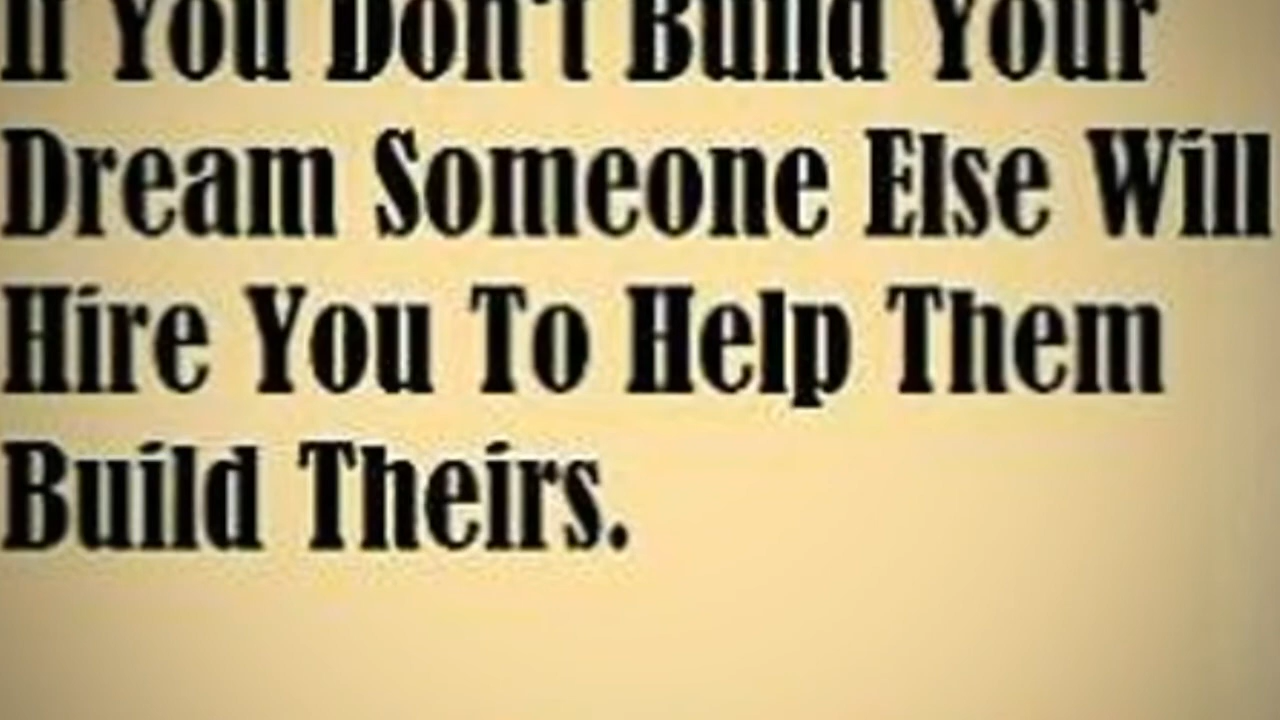 If You Don't Build Your
Dream Someone Else Will
Hire You To Help Them
Build Theirs.